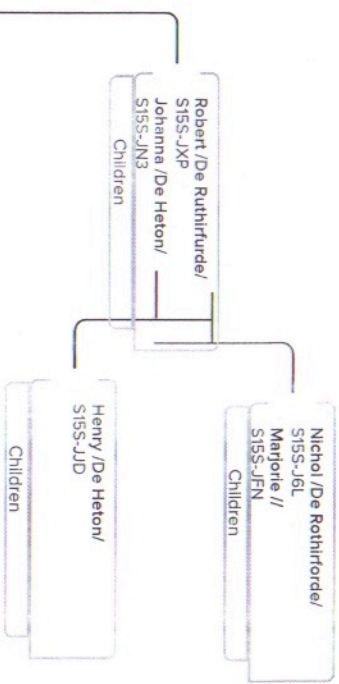 Robert /De Ruthirfurde/
S15S-JXP
Johanna /De Heton/
S15S-JN3
Children
Nichol /De Rothirforde/
S15S-J6L
Marjorie //
S15S-JFN
Children
Henry /De Heton/
S15S-JJD
Children